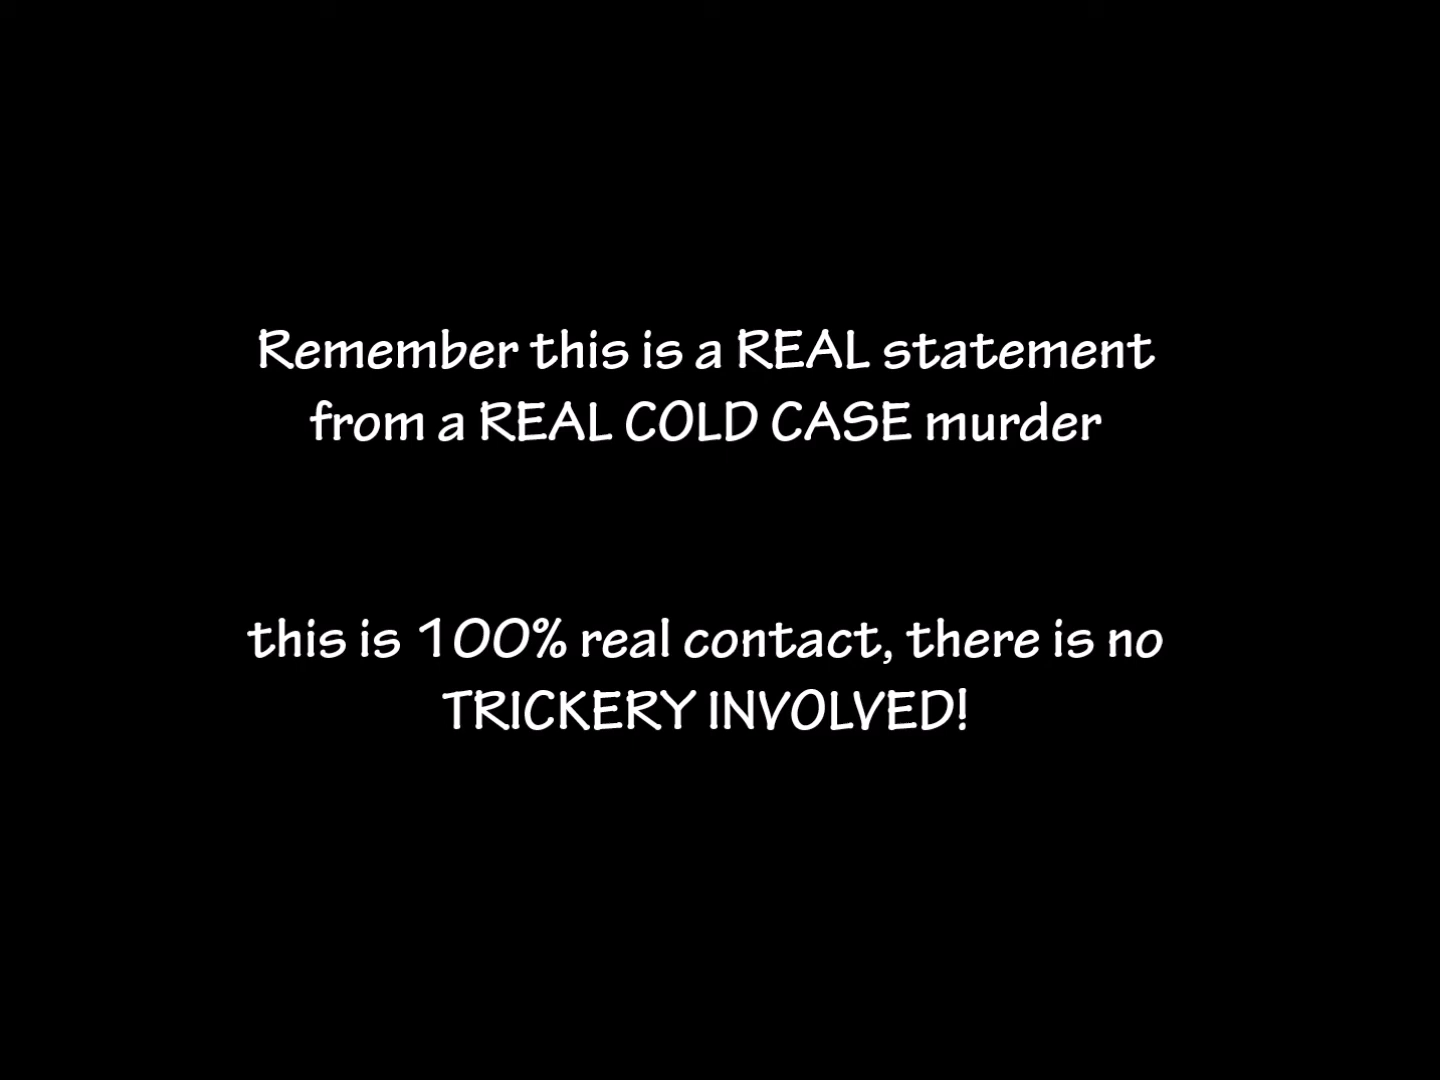 Remember this is a REAL statement
from a REAL COLD CASE murder
this is 100% real contact, there is no
TRICKERY INVOLVED!